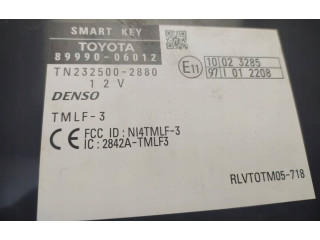 SMART KEY
TOYOTA
89990-06012
TN232500-2880
12V
DENSO
TMLF-3
E11
10 02 3285
97 I 01 2208
CE FCC ID : NI4TMLF-3
IC : 2842A-TMLF3
RLVTOTM05-718